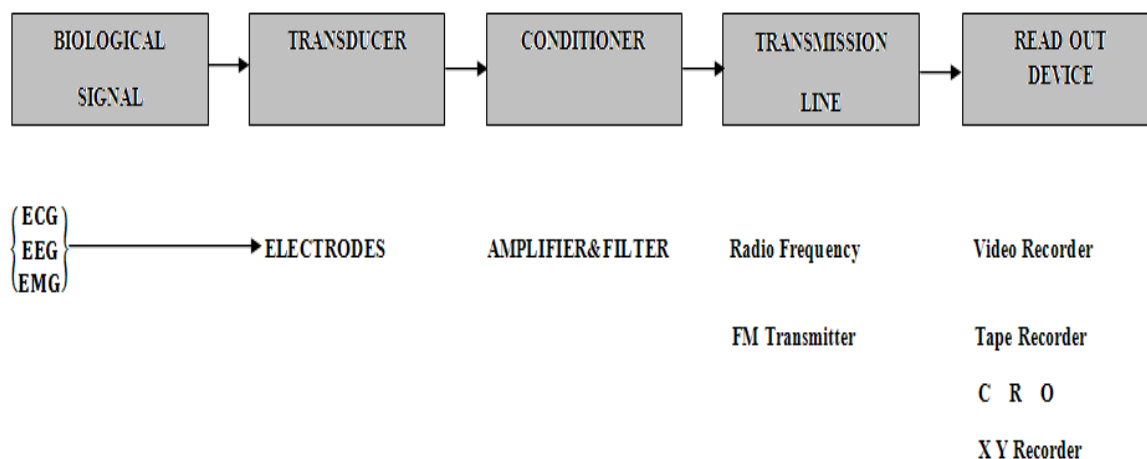 BIOLOGICAL
SIGNAL
TRANSDUCER
CONDITIONER
TRANSMISSION
LINE
READ OUT
DEVICE
ECG
EEG
EMG
ELECTRODES
AMPLIFIER&FILTER
Radio Frequency
Video Recorder
FM Transmitter
Tape Recorder
C R O
X Y Recorder